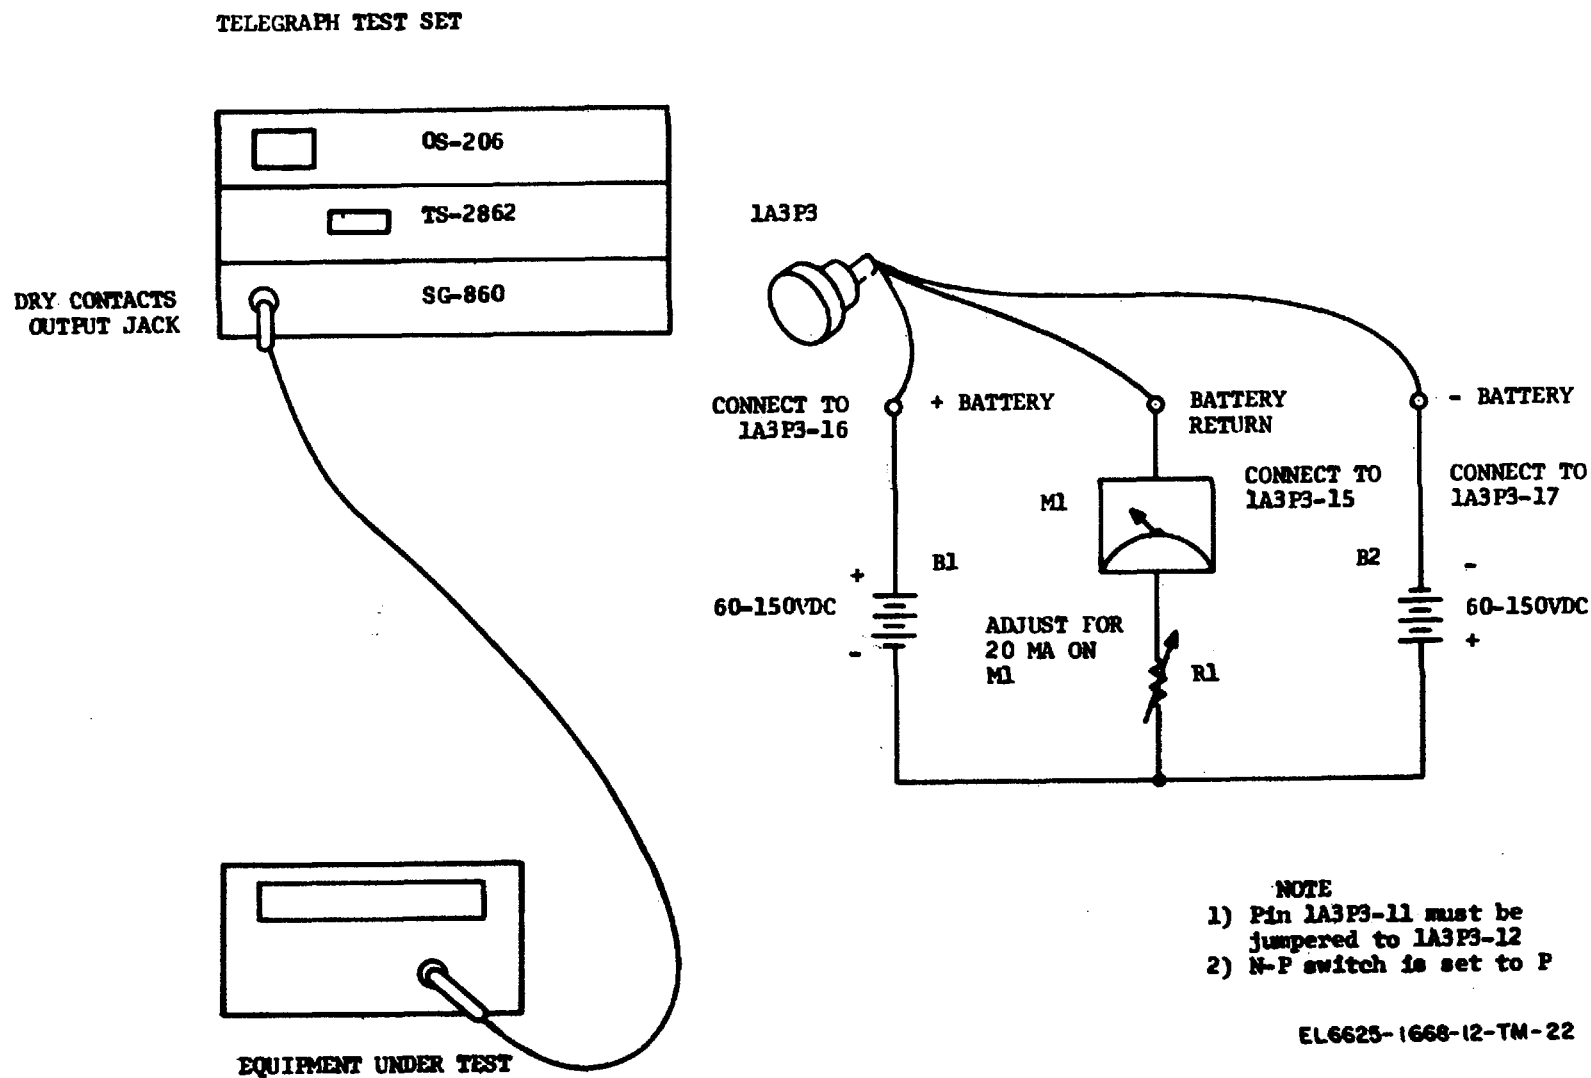 TELEGRAPH TEST SET
OS-206
TS-2862
SG-860
DRY CONTACTS
OUTPUT JACK
1A3P3
CONNECT TO
1A3P3-16
+ BATTERY
BATTERY
RETURN
- BATTERY
CONNECT TO
1A3P3-15
CONNECT TO
1A3P3-17
M1
B1
+
60-150VDC
-
ADJUST FOR
20 MA ON
M1
R1
B2
-
60-150VDC
+
NOTE
1) Pin 1A3P3-11 must be
jumpered to 1A3P3-12
2) N-P switch is set to P
EL6625-1668-12-TM-22
EQUIPMENT UNDER TEST